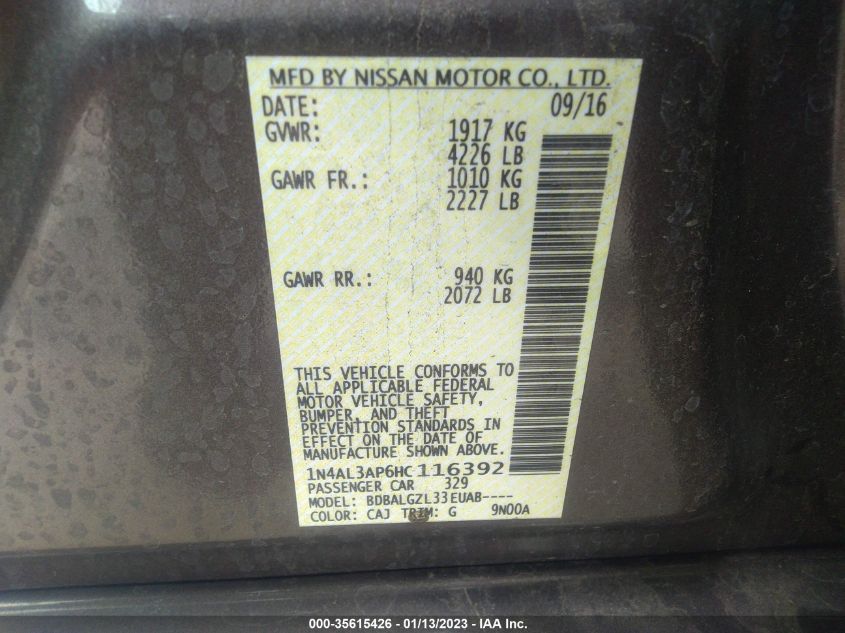 MFD BY NISSAN MOTOR CO., LTD.
DATE: 09/16
GVWR: 1917 KG
4226 LB
GAWR FR.: 1010 KG
2227 LB
GAWR RR.: 940 KG
2072 LB
THIS VEHICLE CONFORMS TO
ALL APPLICABLE FEDERAL
MOTOR VEHICLE SAFETY,
BUMPER, AND THEFT
PREVENTION STANDARDS IN
EFFECT ON THE DATE OF
MANUFACTURE SHOWN ABOVE.
1N4AL3AP6HC116392
PASSENGER CAR 329
MODEL: BDBALGZL33EUAB----
COLOR: CAJ TRIM: G 9N00A
000-35615426 - 01/13/2023 - IAA Inc.